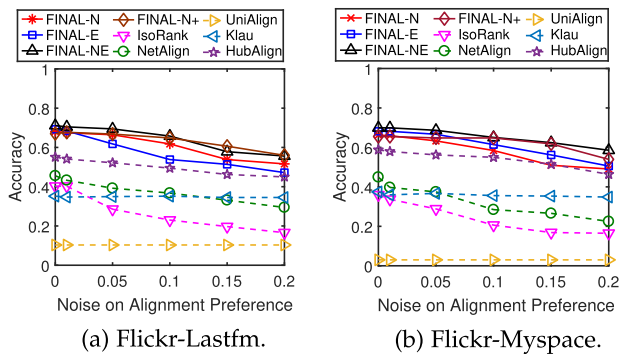 FINAL-N FINAL-N+ UniAlign
FINAL-E IsoRank Klau
FINAL-NE NetAlign HubAlign
Accuracy
1
0.8
0.6
0.4
0.2
0
0 0.05 0.1 0.15 0.2
Noise on Alignment Preference
(a) Flickr-Lastfm.
FINAL-N FINAL-N+ UniAlign
FINAL-E IsoRank Klau
FINAL-NE NetAlign HubAlign
Accuracy
1
0.8
0.6
0.4
0.2
0
0 0.05 0.1 0.15 0.2
Noise on Alignment Preference
(b) Flickr-Myspace.